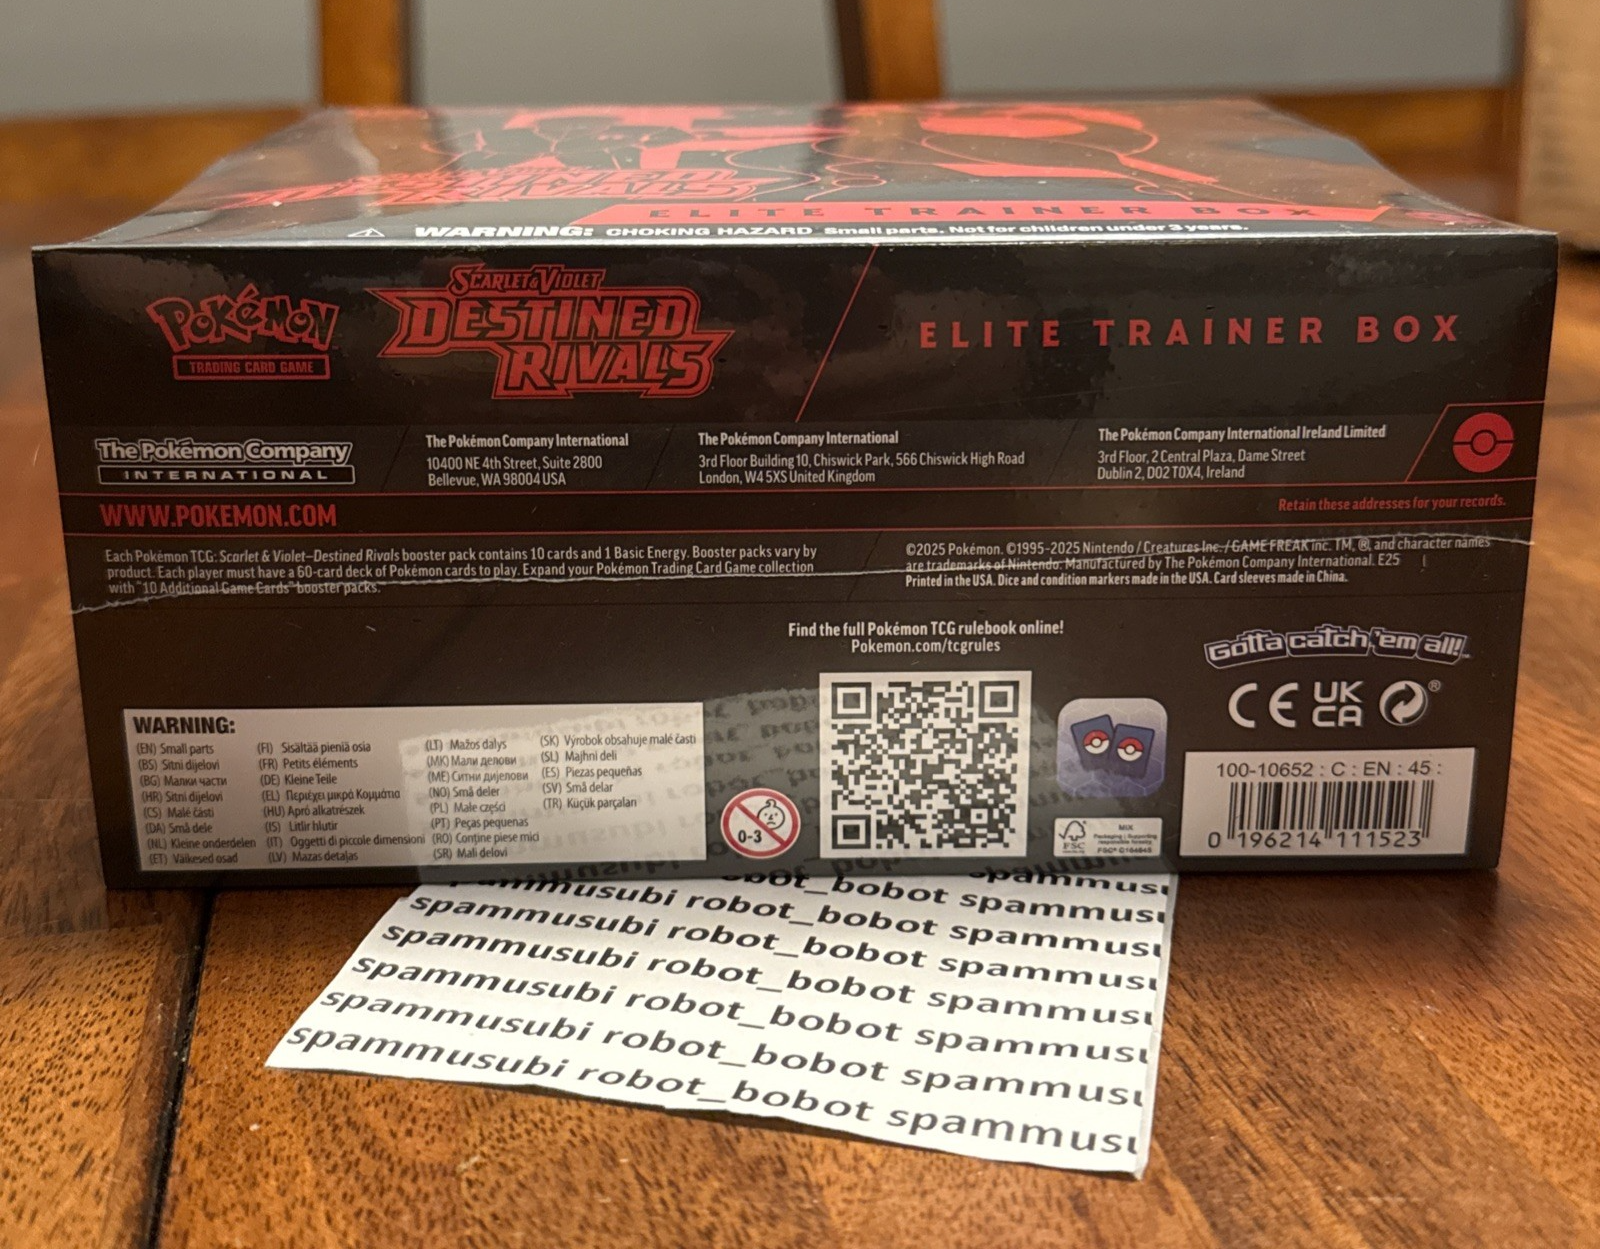 DESTINED RIVALS
ELITE TRAINER BOX
WARNING: CHOKING HAZARD Small parts. Not for children under 3 years.
POKéMON
TRADING CARD GAME
SCARLET & VIOLET
DESTINED
RIVALS
ELITE TRAINER BOX
The Pokémon Company
INTERNATIONAL
The Pokémon Company International
10400 NE 4th Street, Suite 2800
Bellevue, WA 98004 USA
The Pokémon Company International
3rd Floor Building 10, Chiswick Park, 566 Chiswick High Road
London, W4 5XS United Kingdom
The Pokémon Company International Ireland Limited
3rd Floor, 2 Central Plaza, Dame Street
Dublin 2, D02 T0X4, Ireland
WWW.POKEMON.COM
Retain these addresses for your records.
Each Pokémon TCG: Scarlet & Violet—Destined Rivals booster pack contains 10 cards and 1 Basic Energy. Booster packs vary by
product. Each player must have a 60-card deck of Pokémon cards to play. Expand your Pokémon Trading Card Game collection
with "10 Additional Game Cards" booster packs.
©2025 Pokémon. ©1995-2025 Nintendo / Creatures Inc. / GAME FREAK inc. TM, ®, and character names
are trademarks of Nintendo. Manufactured by The Pokémon Company International. E25
Printed in the USA. Dice and condition markers made in the USA. Card sleeves made in China.
Find the full Pokémon TCG rulebook online!
Pokemon.com/tcgrules
Gotta catch 'em all!
CE UK CA ®
WARNING:
(EN) Small parts
(BS) Sitni dijelovi
(BG) Малки части
(HR) Sitni dijelovi
(CS) Malé části
(DA) Små dele
(NL) Kleine onderdelen
(ET) Väikesed osad
(FI) Sisältää pieniä osia
(FR) Petits éléments
(DE) Kleine Teile
(EL) Περιέχει μικρά Κομμάτια
(HU) Apró alkatrészek
(IS) Litlir hlutir
(IT) Oggetti di piccole dimensioni
(LV) Mazas detaļas
(LT) Mažos dalys
(MK) Мали делови
(ME) Ситни дијелови
(NO) Små deler
(PL) Małe części
(PT) Peças pequenas
(RO) Conține piese mici
(SR) Mali delovi
(SK) Výrobok obsahuje malé časti
(SL) Majhni deli
(ES) Piezas pequeñas
(SV) Små delar
(TR) Küçük parçaları
0-3
FSC
MIX
Packaging | Supporting
responsible forestry
100-10652 : C : EN : 45 :
0 196214 111523
spammusubi robot_bobot spammusu
spammusubi robot_bobot spammusu
spammusubi robot_bobot spammusu
spammusubi robot_bobot spammusu
spammusubi robot_bobot spammusu
spammusubi robot_bobot spammusu